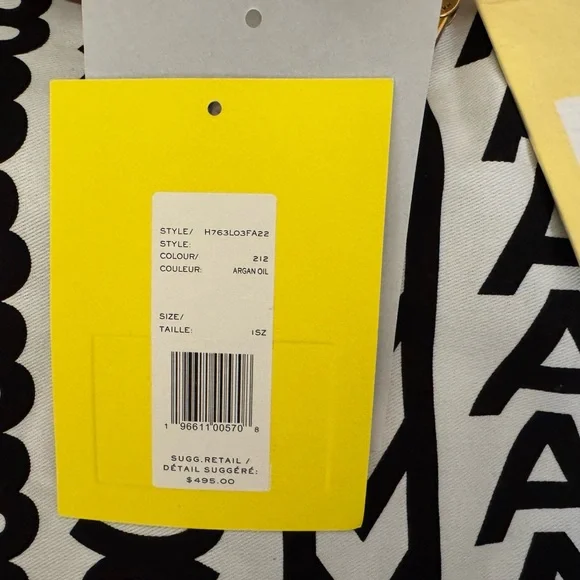 STYLE/ H763L03FA22
STYLE:
COLOUR/ 212
COULEUR: ARGAN OIL
SIZE/
TAILLE: 1SZ
1 96611 00570 8
SUGG.RETAIL /
DÉTAIL SUGGÉRÉ:
$495.00